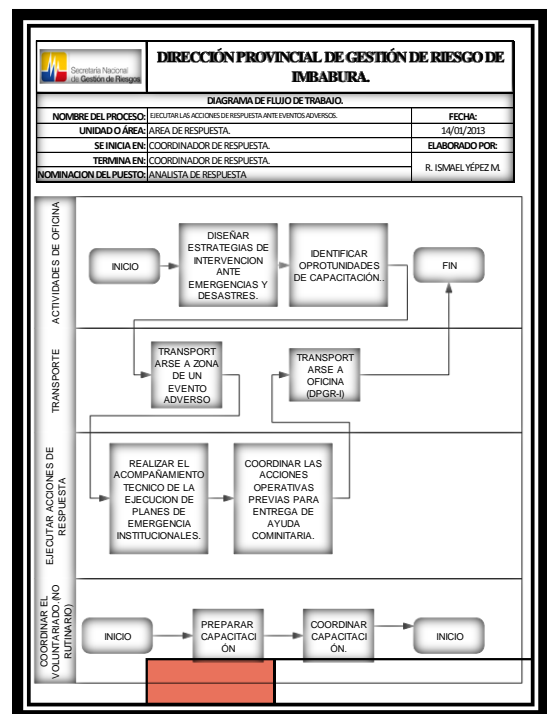 Secretaría Nacional
de Gestión de Riesgos
DIRECCIÓN PROVINCIAL DE GESTIÓN DE RIESGO DE
IMBABURA.
DIAGRAMA DE FLUJO DE TRABAJO.
NOMBRE DEL PROCESO: EJECUTAR LAS ACCIONES DE RESPUESTA ANTE EVENTOS ADVERSOS. FECHA:
UNIDAD O ÁREA: AREA DE RESPUESTA. 14/01/2013
SE INICIA EN: COORDINADOR DE RESPUESTA. ELABORADO POR:
TERMINA EN: COORDINADOR DE RESPUESTA.
R. ISMAEL YÉPEZ M.
NOMINACION DEL PUESTO: ANALISTA DE RESPUESTA
ACTIVIDADES DE OFICINA
INICIO
DISEÑAR
ESTRATEGIAS DE
INTERVENCION
ANTE
EMERGENCIAS Y
DESASTRES.
IDENTIFICAR
OPROTUNIDADES
DE CAPACITACIÓN..
FIN
TRANSPORTE
TRANSPORT
ARSE A ZONA
DE UN
EVENTO
ADVERSO
TRANSPORT
ARSE A
OFICINA
(DPGR-I)
EJECUTAR ACCIONES DE
RESPUESTA
REALIZAR EL
ACOMPAÑAMIENTO
TECNICO DE LA
EJECUCION DE
PLANES DE
EMERGENCIA
INSTITUCIONALES.
COORDINAR LAS
ACCIONES
OPERATIVAS
PREVIAS PARA
ENTREGA DE
AYUDA
COMINITARIA.
COORDINAR EL
VOLUNTARIADO.(NO
RUTINARIO)
INICIO
PREPARAR
CAPACITACI
ÓN
COORDINAR
CAPACITACI
ÓN.
INICIO